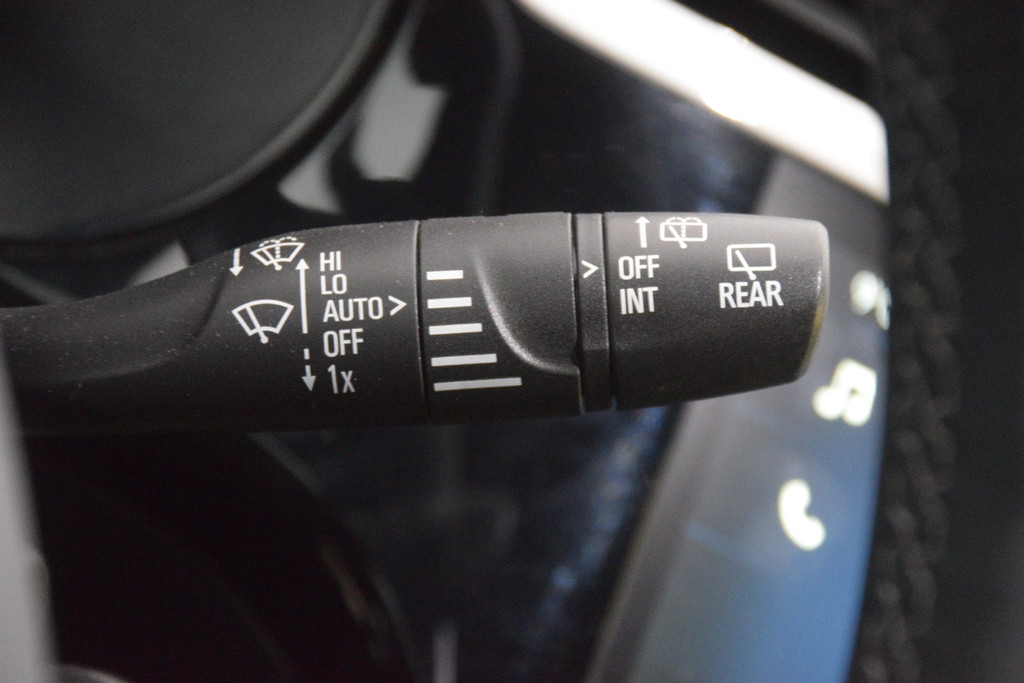 HI
LO
AUTO >
OFF
1x
>
OFF
INT
REAR